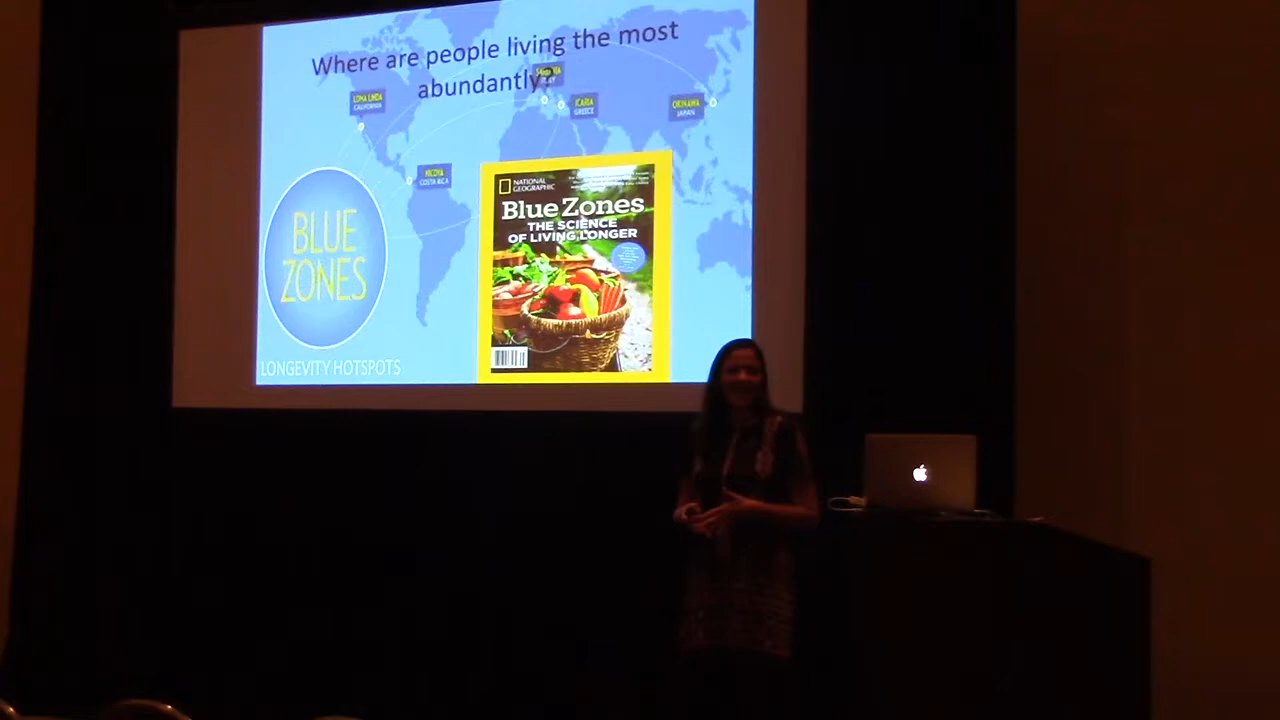 Where are people living the most
abundantly?
LOMA LINDA
CALIFORNIA
ICARIA
GREECE
OKINAWA
JAPAN
NICOYA
COSTA RICA
BLUE
ZONES
LONGEVITY HOTSPOTS
NATIONAL
GEOGRAPHIC
Blue Zones
THE SCIENCE
OF LIVING LONGER